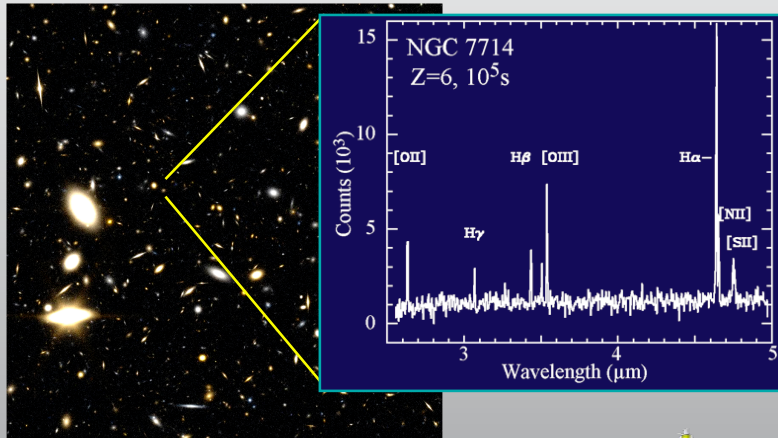 NGC 7714
Z=6, 10⁵s
15
10
5
0
Counts (10³)
[OII]
Hγ
Hβ [OIII]
Hα–
[NII]
[SII]
3 4 5
Wavelength (μm)